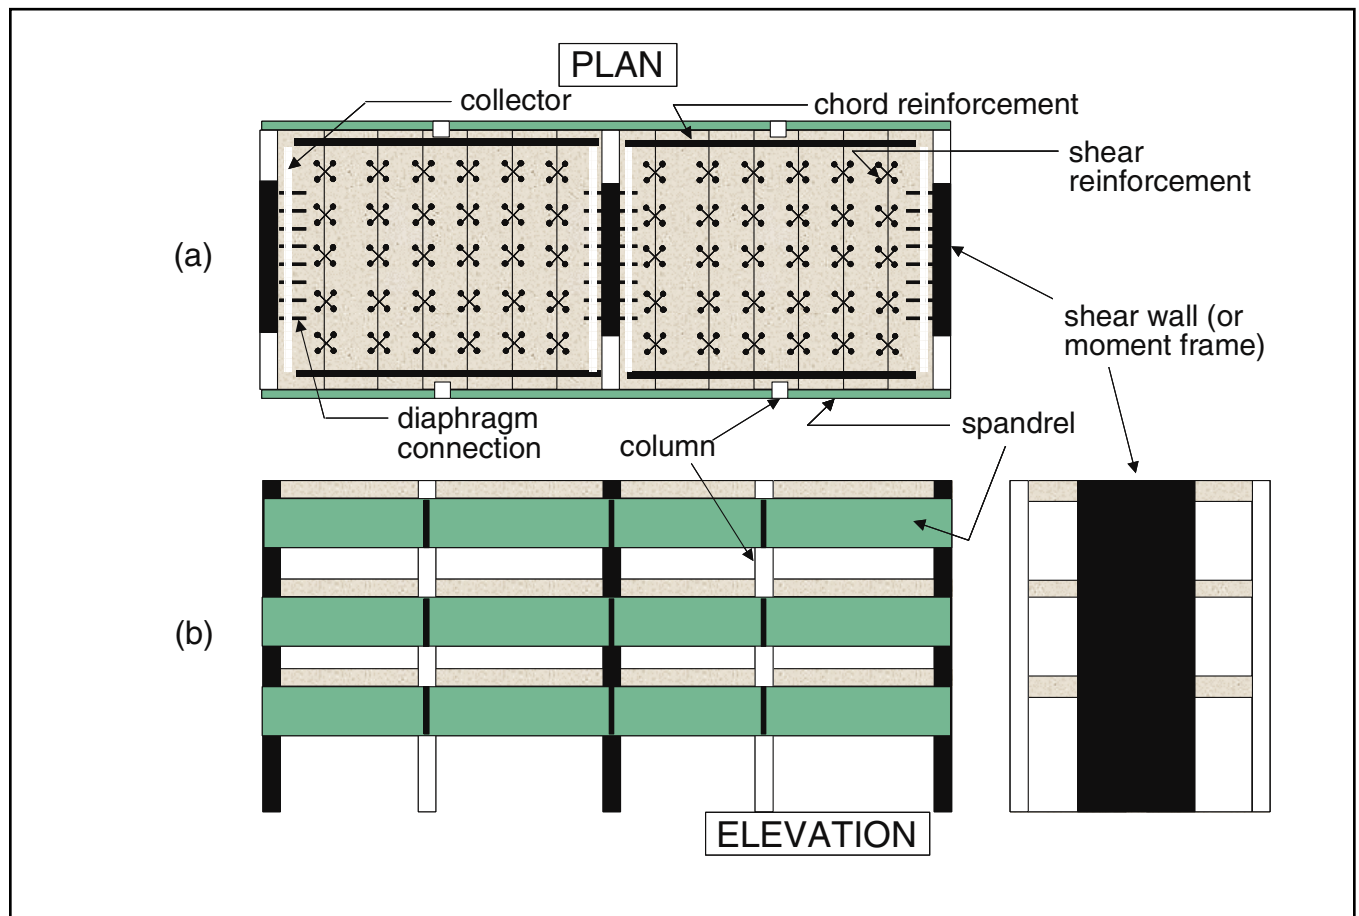 PLAN
collector
chord reinforcement
shear
reinforcement
(a)
shear wall (or
moment frame)
diaphragm
connection
column
spandrel
(b)
ELEVATION